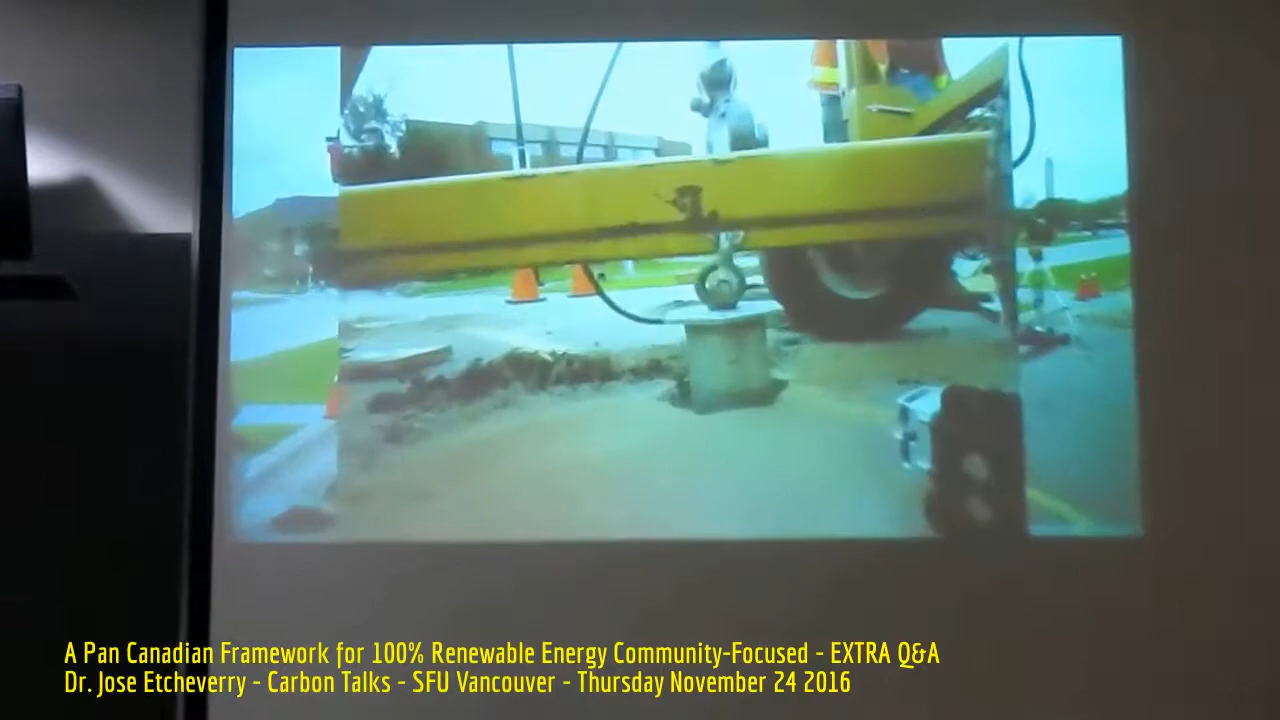 A Pan Canadian Framework for 100% Renewable Energy Community-Focused - EXTRA Q&A
Dr. Jose Etcheverry - Carbon Talks - SFU Vancouver - Thursday November 24 2016